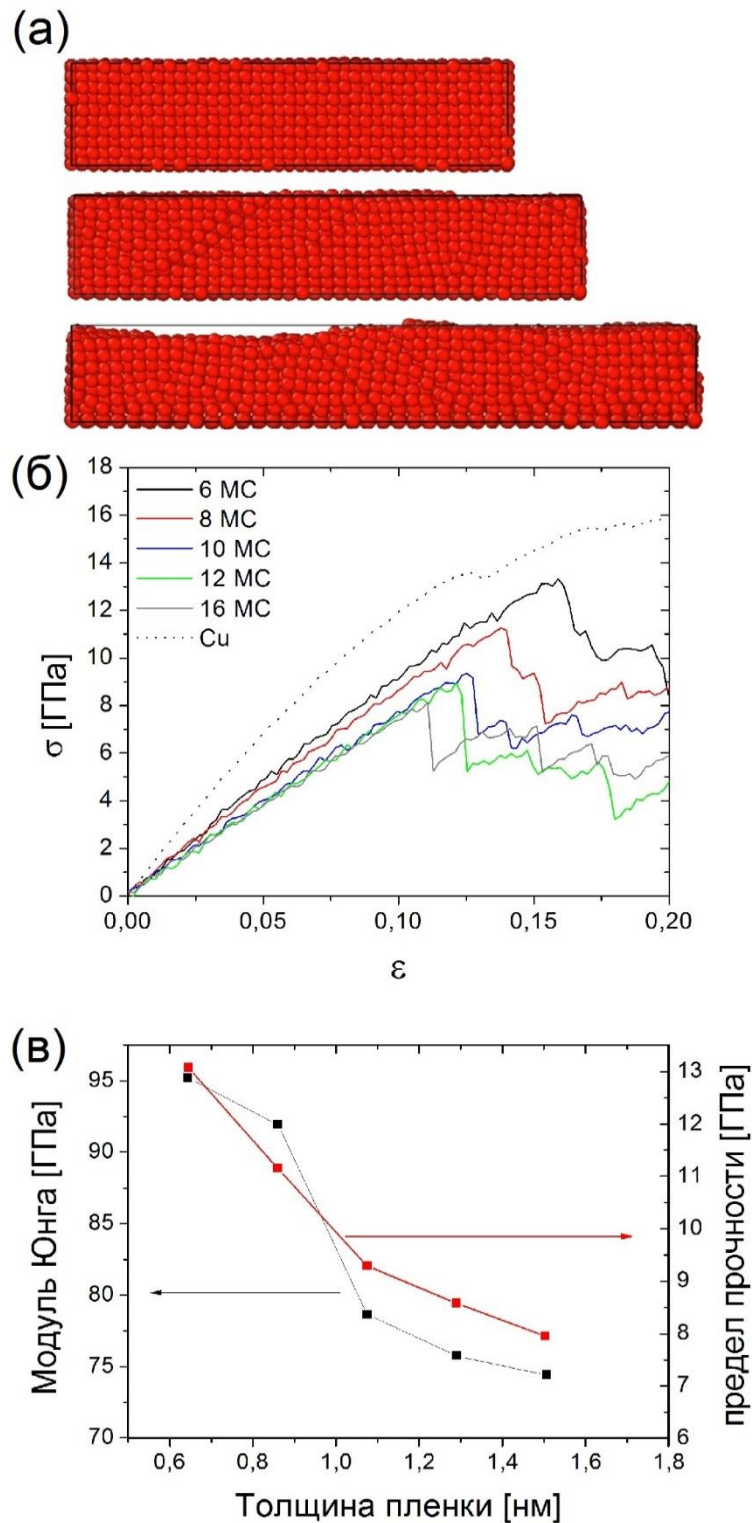 (а)
(б)
18
16
14
12
10
8
6
4
2
0
σ [ГПа]
6 МС
8 МС
10 МС
12 МС
16 МС
Cu
0,00 0,05 0,10 0,15 0,20
ε
(в)
95
90
85
80
75
70
Модуль Юнга [ГПа]
13
12
11
10
9
8
7
6
предел прочности [ГПа]
0,6 0,8 1,0 1,2 1,4 1,6 1,8
Толщина пленки [нм]